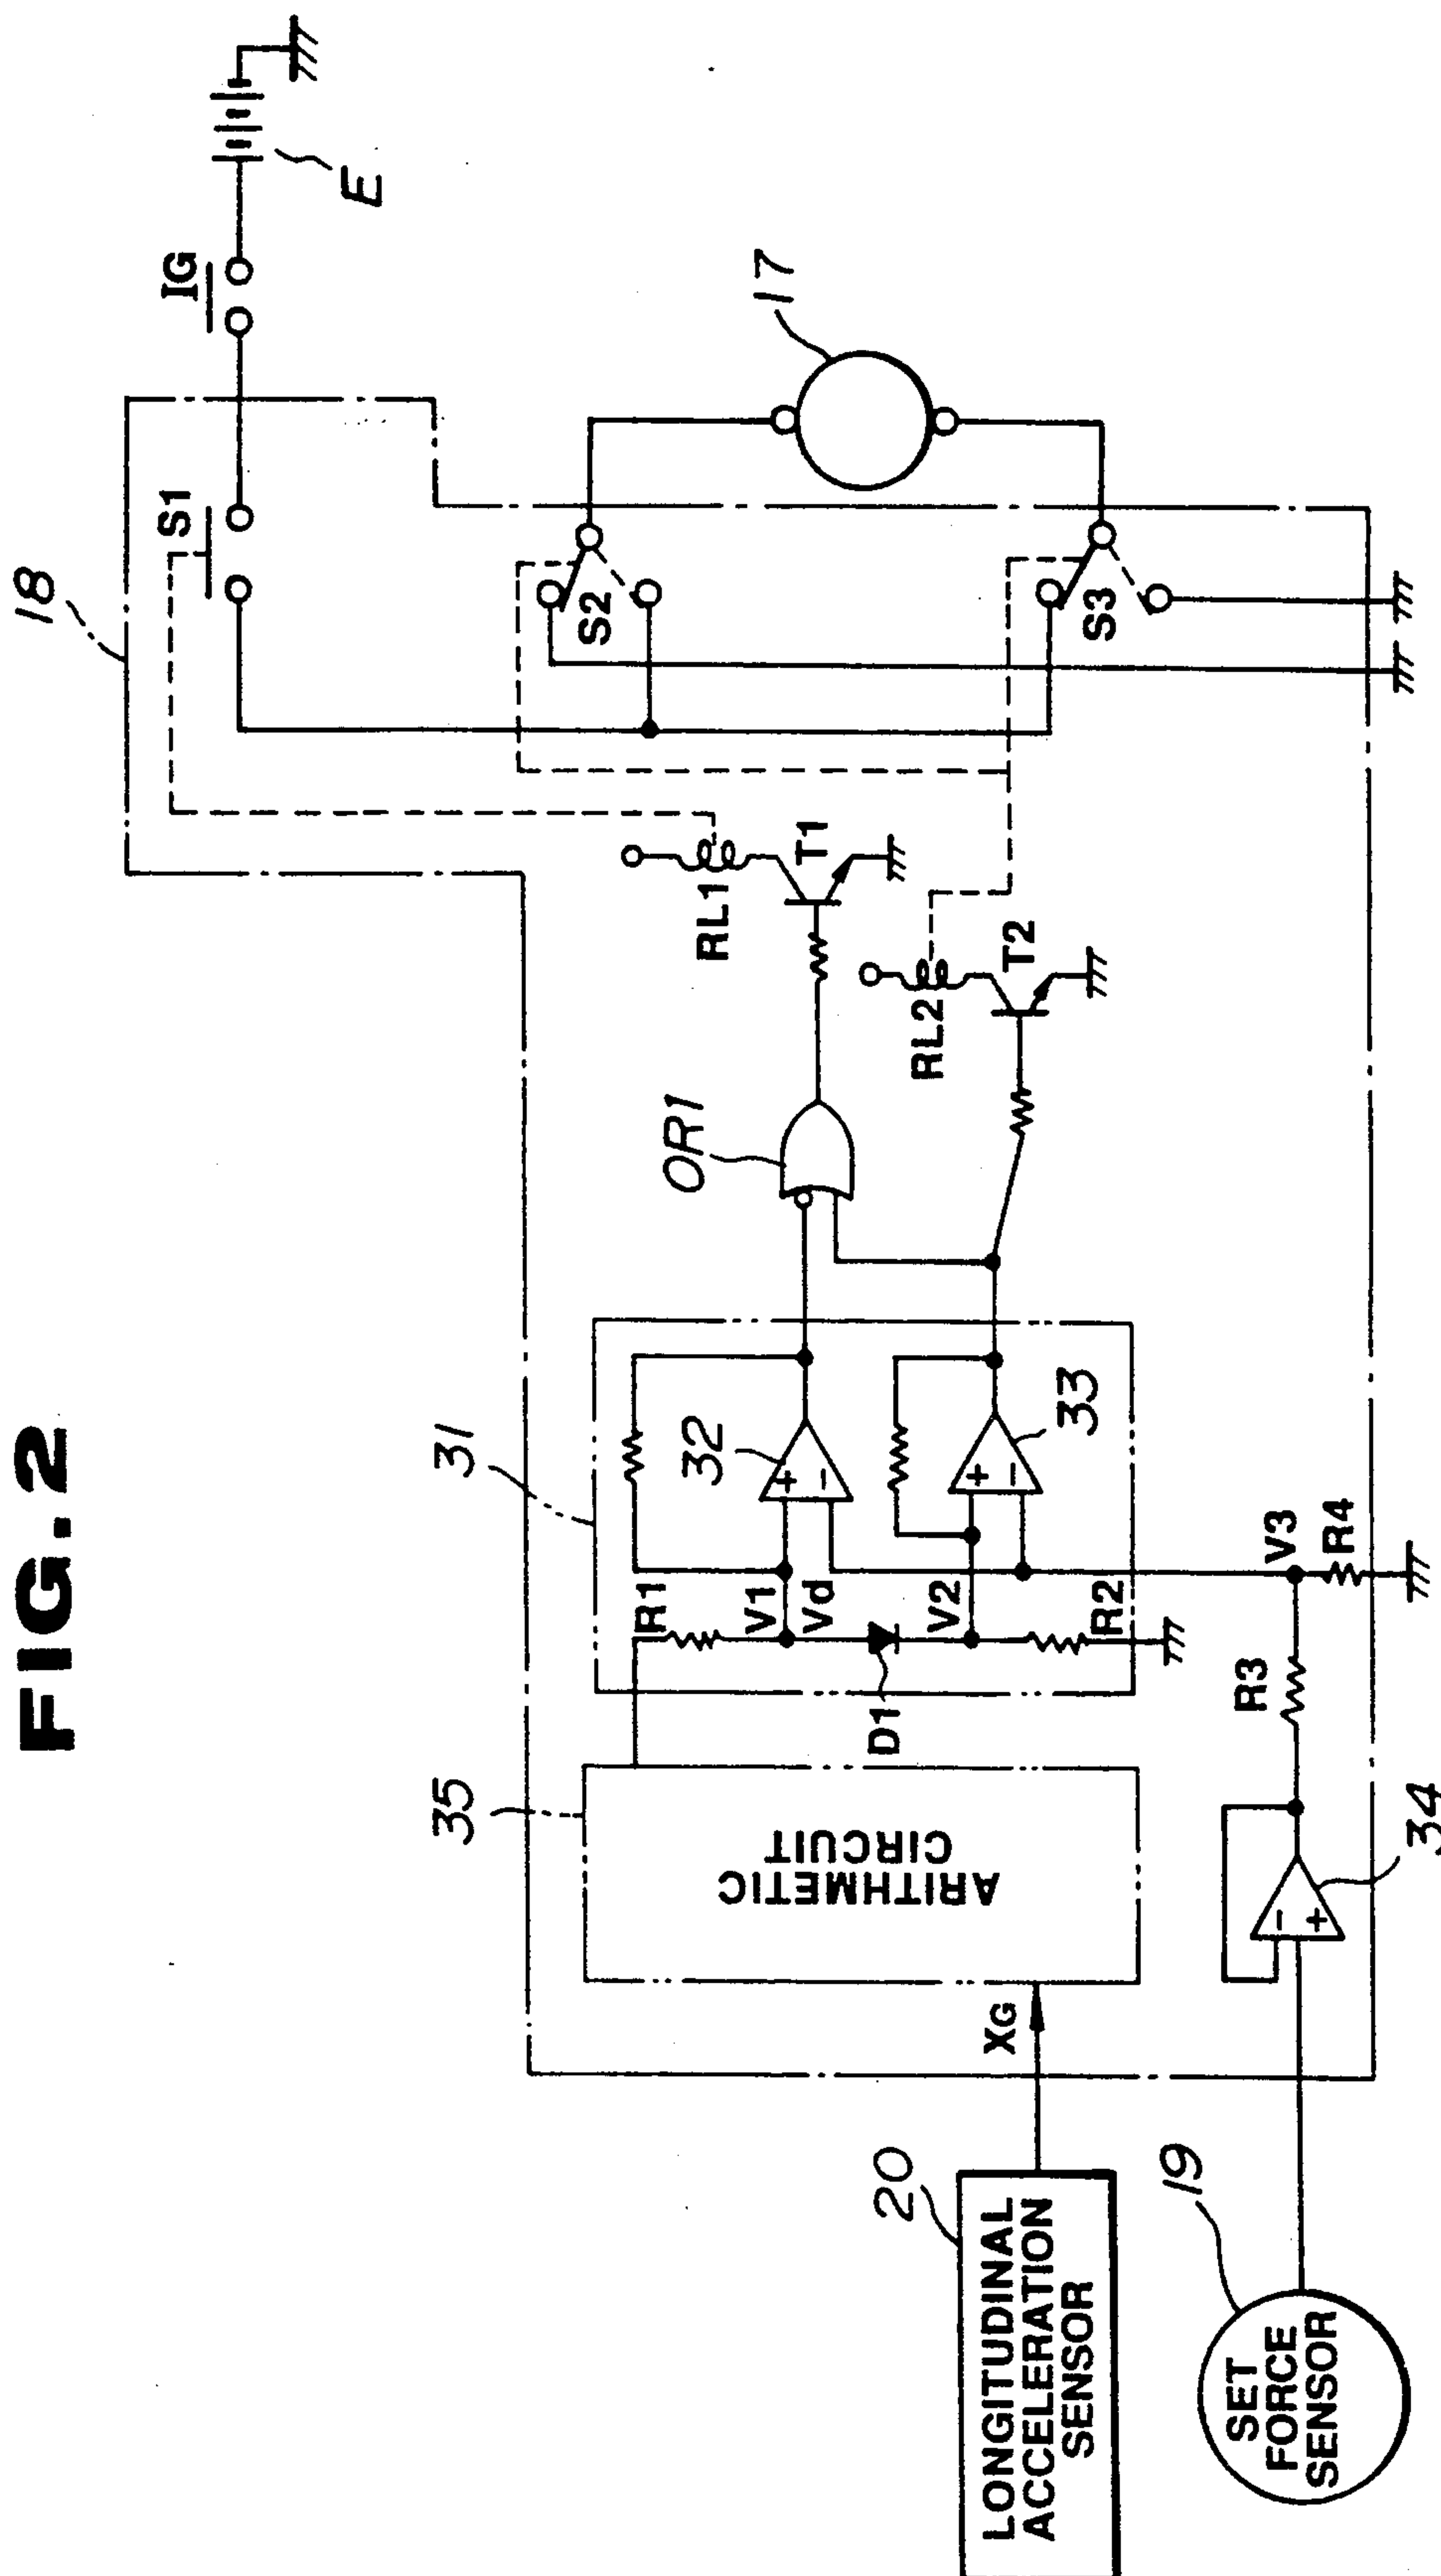 FIG. 2
18
S1
IG
E
17
S2
S3
RL1
T1
RL2
T2
OR1
31
32
+
−
33
+
−
R1
V1
Vd
V2
R2
D1
V3
R4
R3
35
ARITHMETIC
CIRCUIT
34
−
+
XG
20
LONGITUDINAL
ACCELERATION
SENSOR
19
SET
FORCE
SENSOR